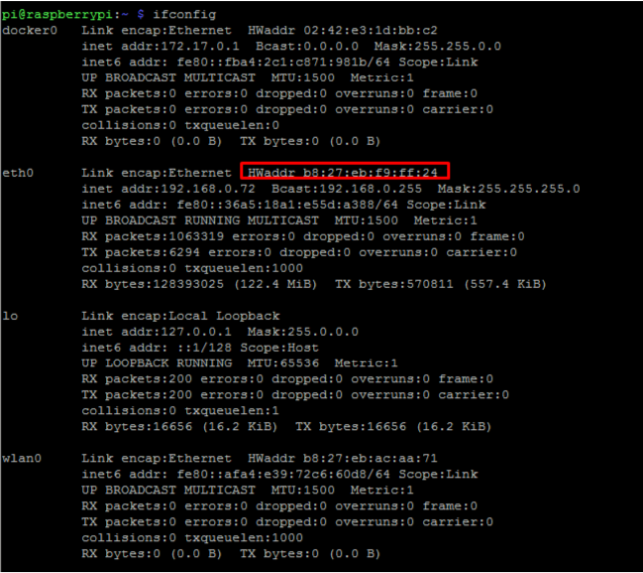 pi@raspberrypi:~ $ ifconfig
docker0 Link encap:Ethernet HWaddr 02:42:e3:1d:bb:c2
inet addr:172.17.0.1 Bcast:0.0.0.0 Mask:255.255.0.0
inet6 addr: fe80::fba4:2c1:c871:981b/64 Scope:Link
UP BROADCAST MULTICAST MTU:1500 Metric:1
RX packets:0 errors:0 dropped:0 overruns:0 frame:0
TX packets:0 errors:0 dropped:0 overruns:0 carrier:0
collisions:0 txqueuelen:0
RX bytes:0 (0.0 B) TX bytes:0 (0.0 B)
eth0 Link encap:Ethernet HWaddr b8:27:eb:f9:ff:24
inet addr:192.168.0.72 Bcast:192.168.0.255 Mask:255.255.255.0
inet6 addr: fe80::36a5:18a1:e55d:a388/64 Scope:Link
UP BROADCAST RUNNING MULTICAST MTU:1500 Metric:1
RX packets:1063319 errors:0 dropped:0 overruns:0 frame:0
TX packets:6294 errors:0 dropped:0 overruns:0 carrier:0
collisions:0 txqueuelen:1000
RX bytes:128393025 (122.4 MiB) TX bytes:570811 (557.4 KiB)
lo Link encap:Local Loopback
inet addr:127.0.0.1 Mask:255.0.0.0
inet6 addr: ::1/128 Scope:Host
UP LOOPBACK RUNNING MTU:65536 Metric:1
RX packets:200 errors:0 dropped:0 overruns:0 frame:0
TX packets:200 errors:0 dropped:0 overruns:0 carrier:0
collisions:0 txqueuelen:1
RX bytes:16656 (16.2 KiB) TX bytes:16656 (16.2 KiB)
wlan0 Link encap:Ethernet HWaddr b8:27:eb:ac:aa:71
inet6 addr: fe80::afa4:e39:72c6:60d8/64 Scope:Link
UP BROADCAST MULTICAST MTU:1500 Metric:1
RX packets:0 errors:0 dropped:0 overruns:0 frame:0
TX packets:0 errors:0 dropped:0 overruns:0 carrier:0
collisions:0 txqueuelen:1000
RX bytes:0 (0.0 B) TX bytes:0 (0.0 B)